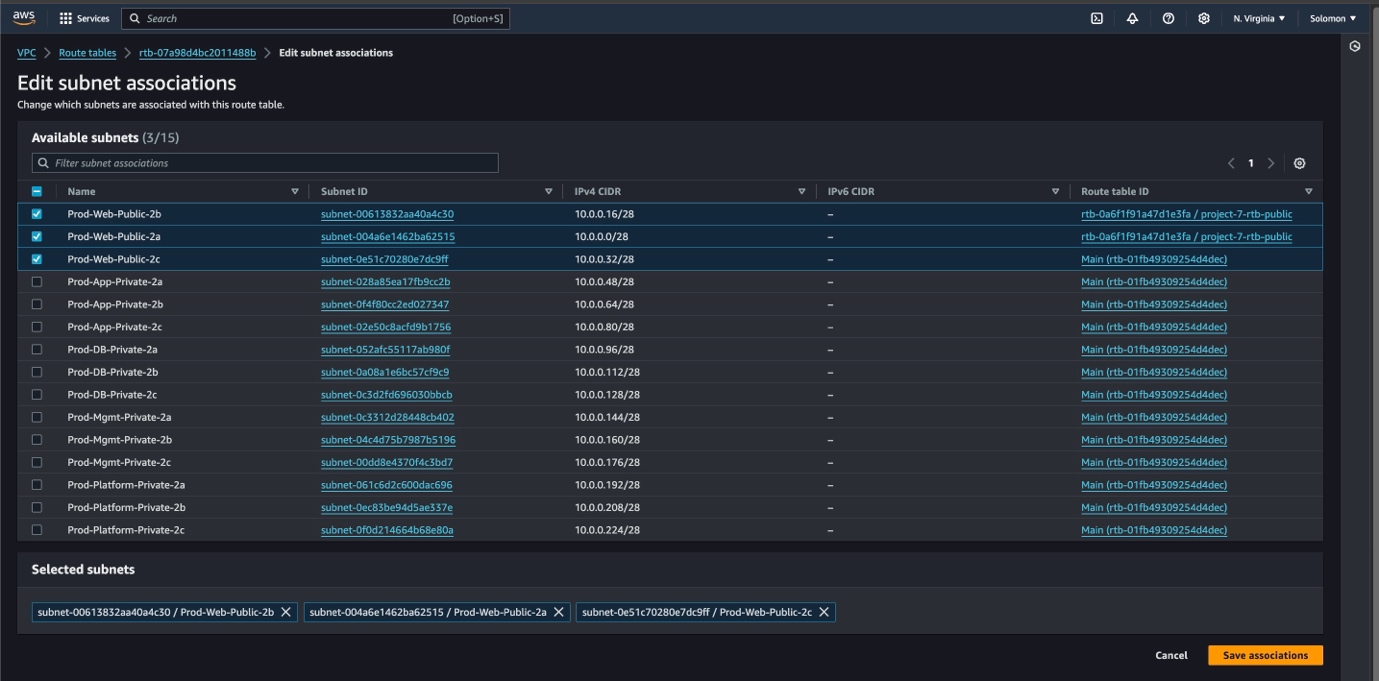 aws Services Search [Option+S] N. Virginia Solomon
VPC Route tables rtb-07a98d4bc2011488b Edit subnet associations
Edit subnet associations
Change which subnets are associated with this route table.
Available subnets (3/15)
Filter subnet associations 1
Name Subnet ID IPv4 CIDR IPv6 CIDR Route table ID
Prod-Web-Public-2b subnet-00613832aa40a4c30 10.0.0.16/28 – rtb-0a6f1f91a47d1e3fa / project-7-rtb-public
Prod-Web-Public-2a subnet-004a6e1462ba62515 10.0.0.0/28 – rtb-0a6f1f91a47d1e3fa / project-7-rtb-public
Prod-Web-Public-2c subnet-0e51c70280e7dc9ff 10.0.0.32/28 – Main (rtb-01fb49309254d4dec)
Prod-App-Private-2a subnet-028a85ea17fb9cc2b 10.0.0.48/28 – Main (rtb-01fb49309254d4dec)
Prod-App-Private-2b subnet-0f4f80cc2ed027347 10.0.0.64/28 – Main (rtb-01fb49309254d4dec)
Prod-App-Private-2c subnet-02e50c8acfd9b1756 10.0.0.80/28 – Main (rtb-01fb49309254d4dec)
Prod-DB-Private-2a subnet-052afc55117ab980f 10.0.0.96/28 – Main (rtb-01fb49309254d4dec)
Prod-DB-Private-2b subnet-0a08a1e6bc57cf9c9 10.0.0.112/28 – Main (rtb-01fb49309254d4dec)
Prod-DB-Private-2c subnet-0c3d2fd696030bbcb 10.0.0.128/28 – Main (rtb-01fb49309254d4dec)
Prod-Mgmt-Private-2a subnet-0c3312d28448cb402 10.0.0.144/28 – Main (rtb-01fb49309254d4dec)
Prod-Mgmt-Private-2b subnet-04c4d75b7987b5196 10.0.0.160/28 – Main (rtb-01fb49309254d4dec)
Prod-Mgmt-Private-2c subnet-00dd8e4370f4c3bd7 10.0.0.176/28 – Main (rtb-01fb49309254d4dec)
Prod-Platform-Private-2a subnet-061c6d2c600dac696 10.0.0.192/28 – Main (rtb-01fb49309254d4dec)
Prod-Platform-Private-2b subnet-0ec83be94d5ae337e 10.0.0.208/28 – Main (rtb-01fb49309254d4dec)
Prod-Platform-Private-2c subnet-0f0d214664b68e80a 10.0.0.224/28 – Main (rtb-01fb49309254d4dec)
Selected subnets
subnet-00613832aa40a4c30 / Prod-Web-Public-2b subnet-004a6e1462ba62515 / Prod-Web-Public-2a subnet-0e51c70280e7dc9ff / Prod-Web-Public-2c
Cancel Save associations